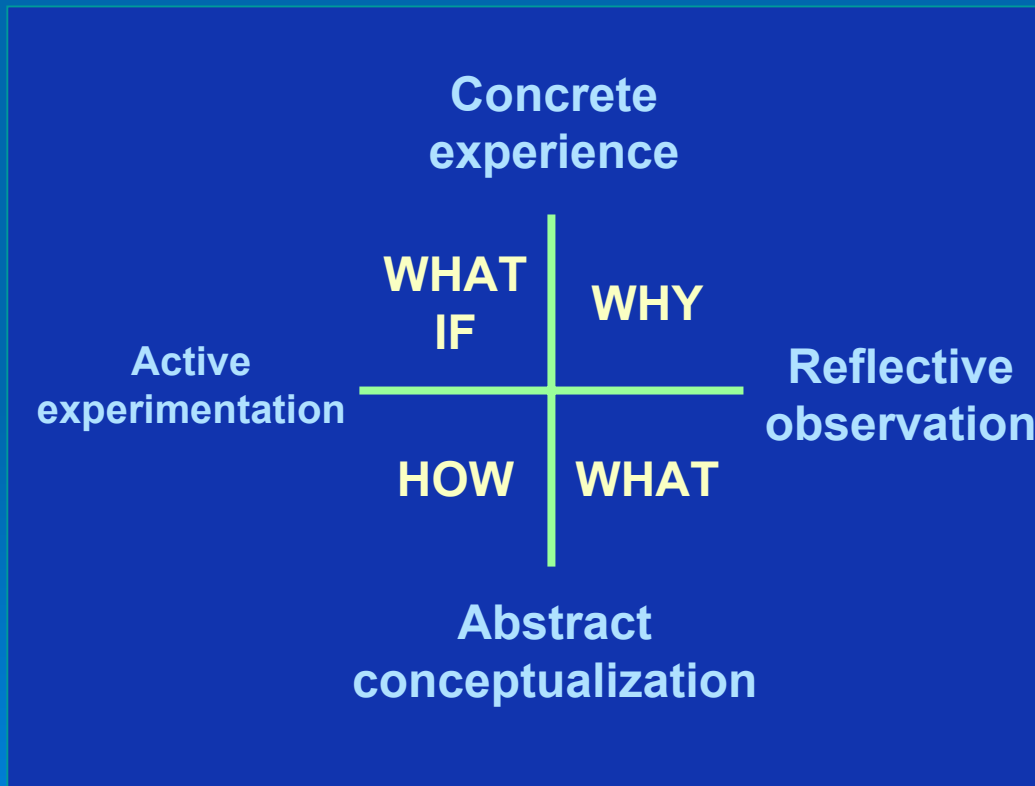 Concrete
experience
WHAT
IF
WHY
Active
experimentation
Reflective
observation
HOW
WHAT
Abstract
conceptualization